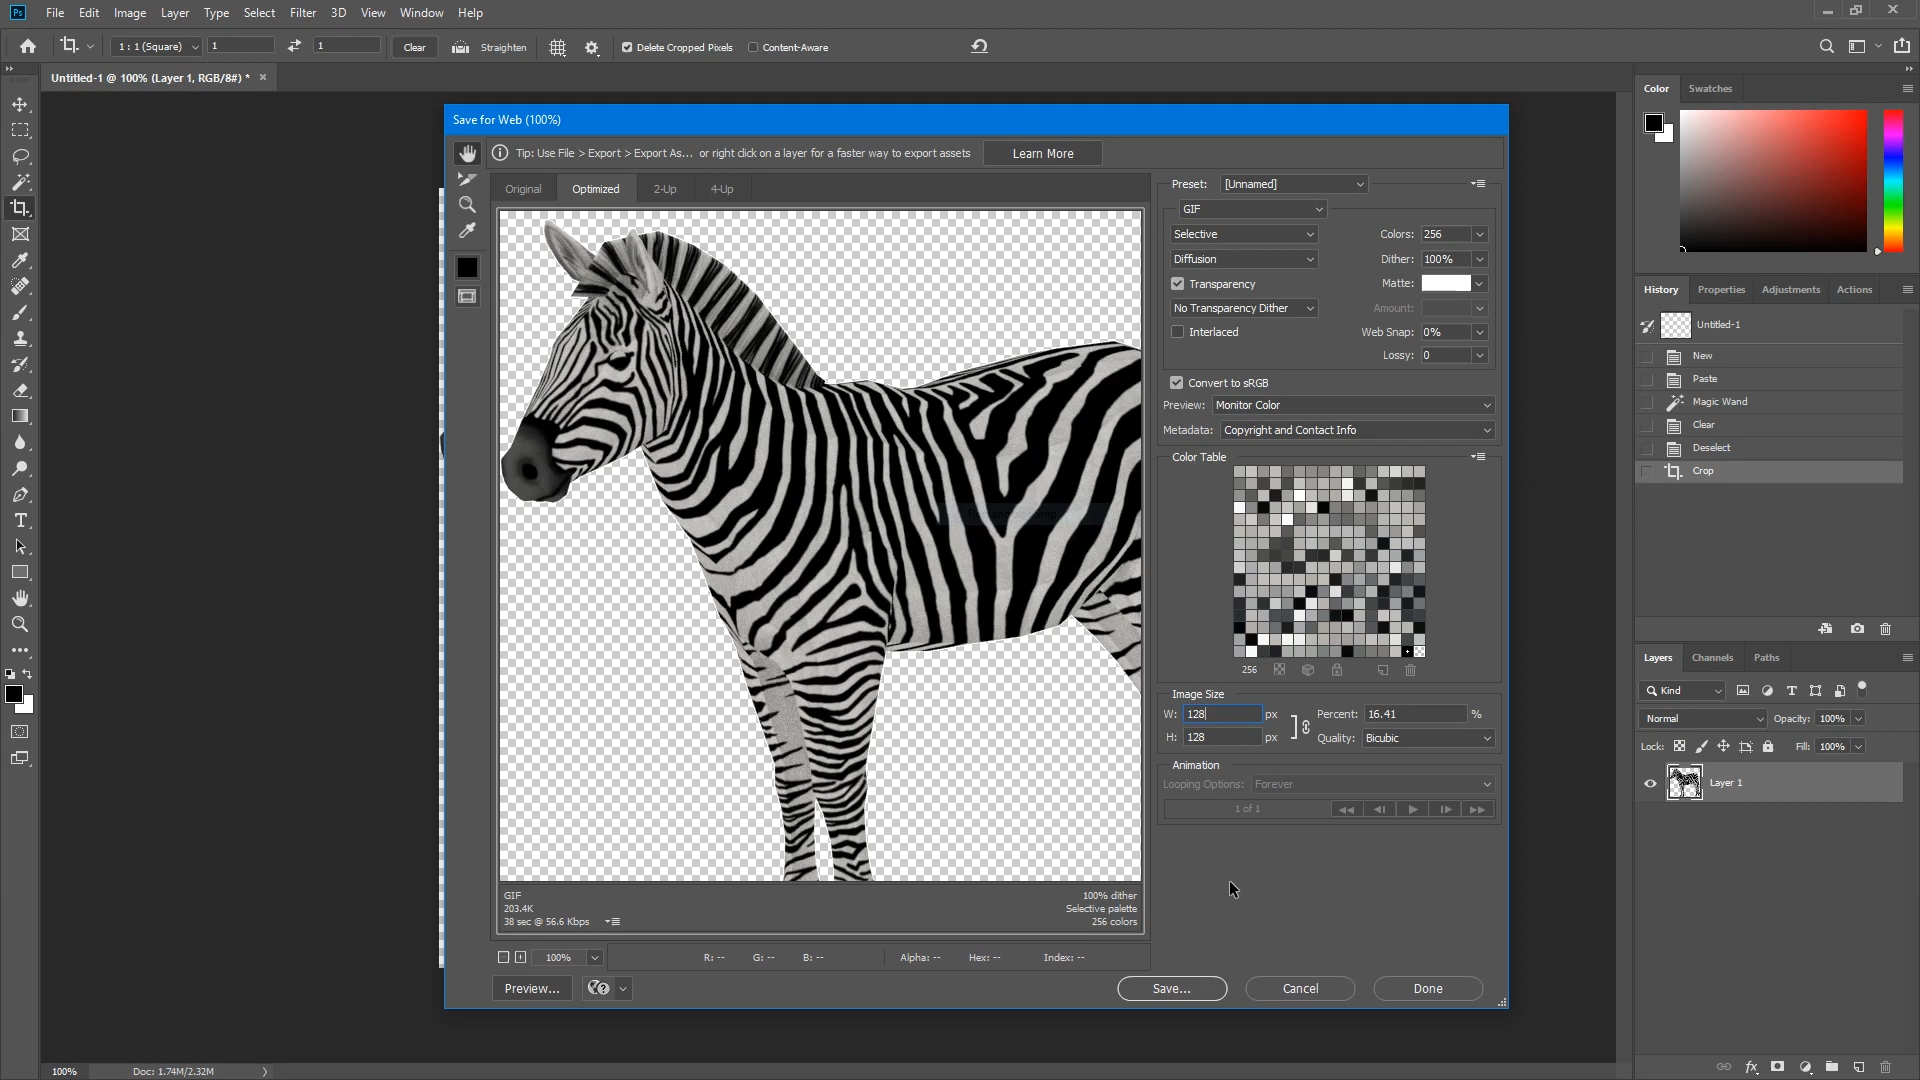 Ps File Edit Image Layer Type Select Filter 3D View Window Help
1 : 1 (Square) 1 1 Clear Straighten Delete Cropped Pixels Content-Aware
Untitled-1 @ 100% (Layer 1, RGB/8#) * ×
Save for Web (100%)
Tip: Use File > Export > Export As... or right click on a layer for a faster way to export assets Learn More
Original Optimized 2-Up 4-Up
Preset: [Unnamed]
GIF
Selective Colors: 256
Diffusion Dither: 100%
Transparency Matte:
No Transparency Dither Amount:
Interlaced Web Snap: 0%
Lossy: 0
Convert to sRGB
Preview: Monitor Color
Metadata: Copyright and Contact Info
Color Table
256
Image Size
W: 128 px Percent: 16.41 %
H: 128 px Quality: Bicubic
Animation
Looping Options: Forever
1 of 1
GIF 100% dither
203.4K Selective palette
38 sec @ 56.6 Kbps 256 colors
100% R: -- G: -- B: -- Alpha: -- Hex: -- Index: --
Preview... Save... Cancel Done
Color Swatches
History Properties Adjustments Actions
Untitled-1
New
Paste
Magic Wand
Clear
Deselect
Crop
Layers Channels Paths
Kind
Normal Opacity: 100%
Lock: Fill: 100%
Layer 1
100% Doc: 1.74M/2.32M